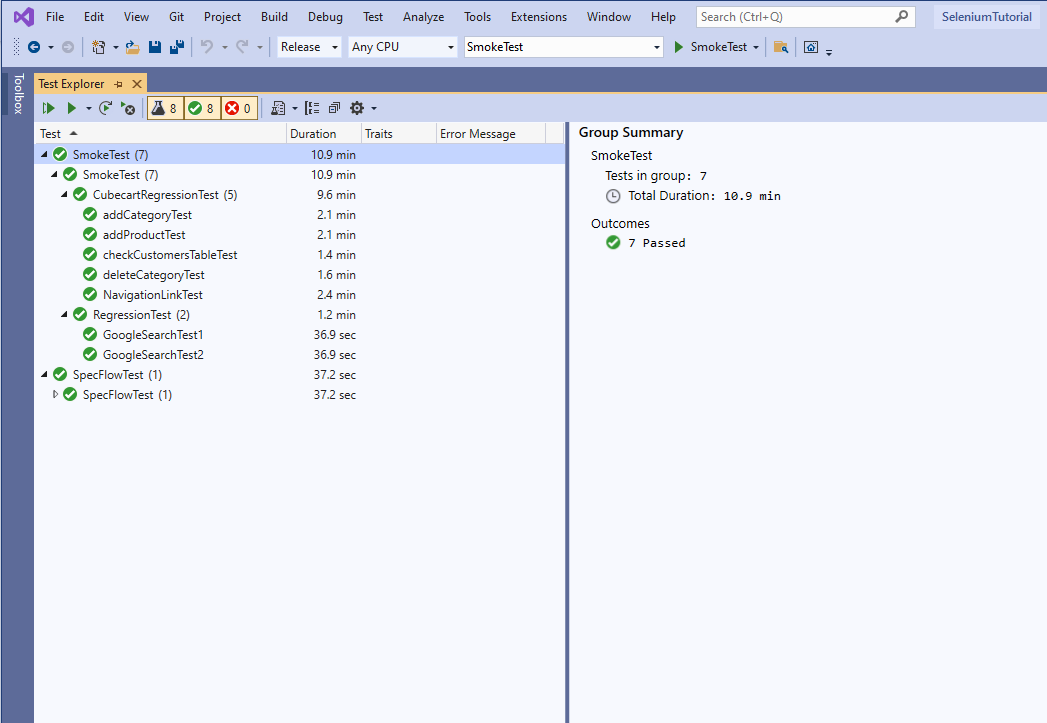 File Edit View Git Project Build Debug Test Analyze Tools Extensions Window Help Search (Ctrl+Q) SeleniumTutorial
Release Any CPU SmokeTest SmokeTest
Toolbox
Test Explorer
8 8 0
Test Duration Traits Error Message
SmokeTest (7) 10.9 min
SmokeTest (7) 10.9 min
CubecartRegressionTest (5) 9.6 min
addCategoryTest 2.1 min
addProductTest 2.1 min
checkCustomersTableTest 1.4 min
deleteCategoryTest 1.6 min
NavigationLinkTest 2.4 min
RegressionTest (2) 1.2 min
GoogleSearchTest1 36.9 sec
GoogleSearchTest2 36.9 sec
SpecFlowTest (1) 37.2 sec
SpecFlowTest (1) 37.2 sec
Group Summary
SmokeTest
Tests in group: 7
Total Duration: 10.9 min
Outcomes
7 Passed